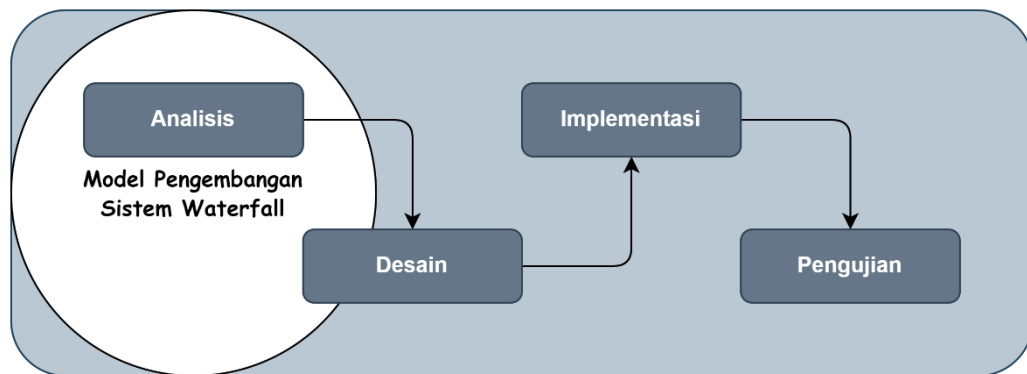 Analisis
Model Pengembangan
Sistem Waterfall
Desain
Implementasi
Pengujian